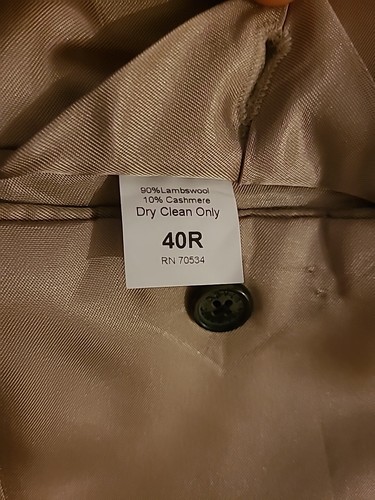 90%Lambswool
10% Cashmere
Dry Clean Only
40R
RN 70534